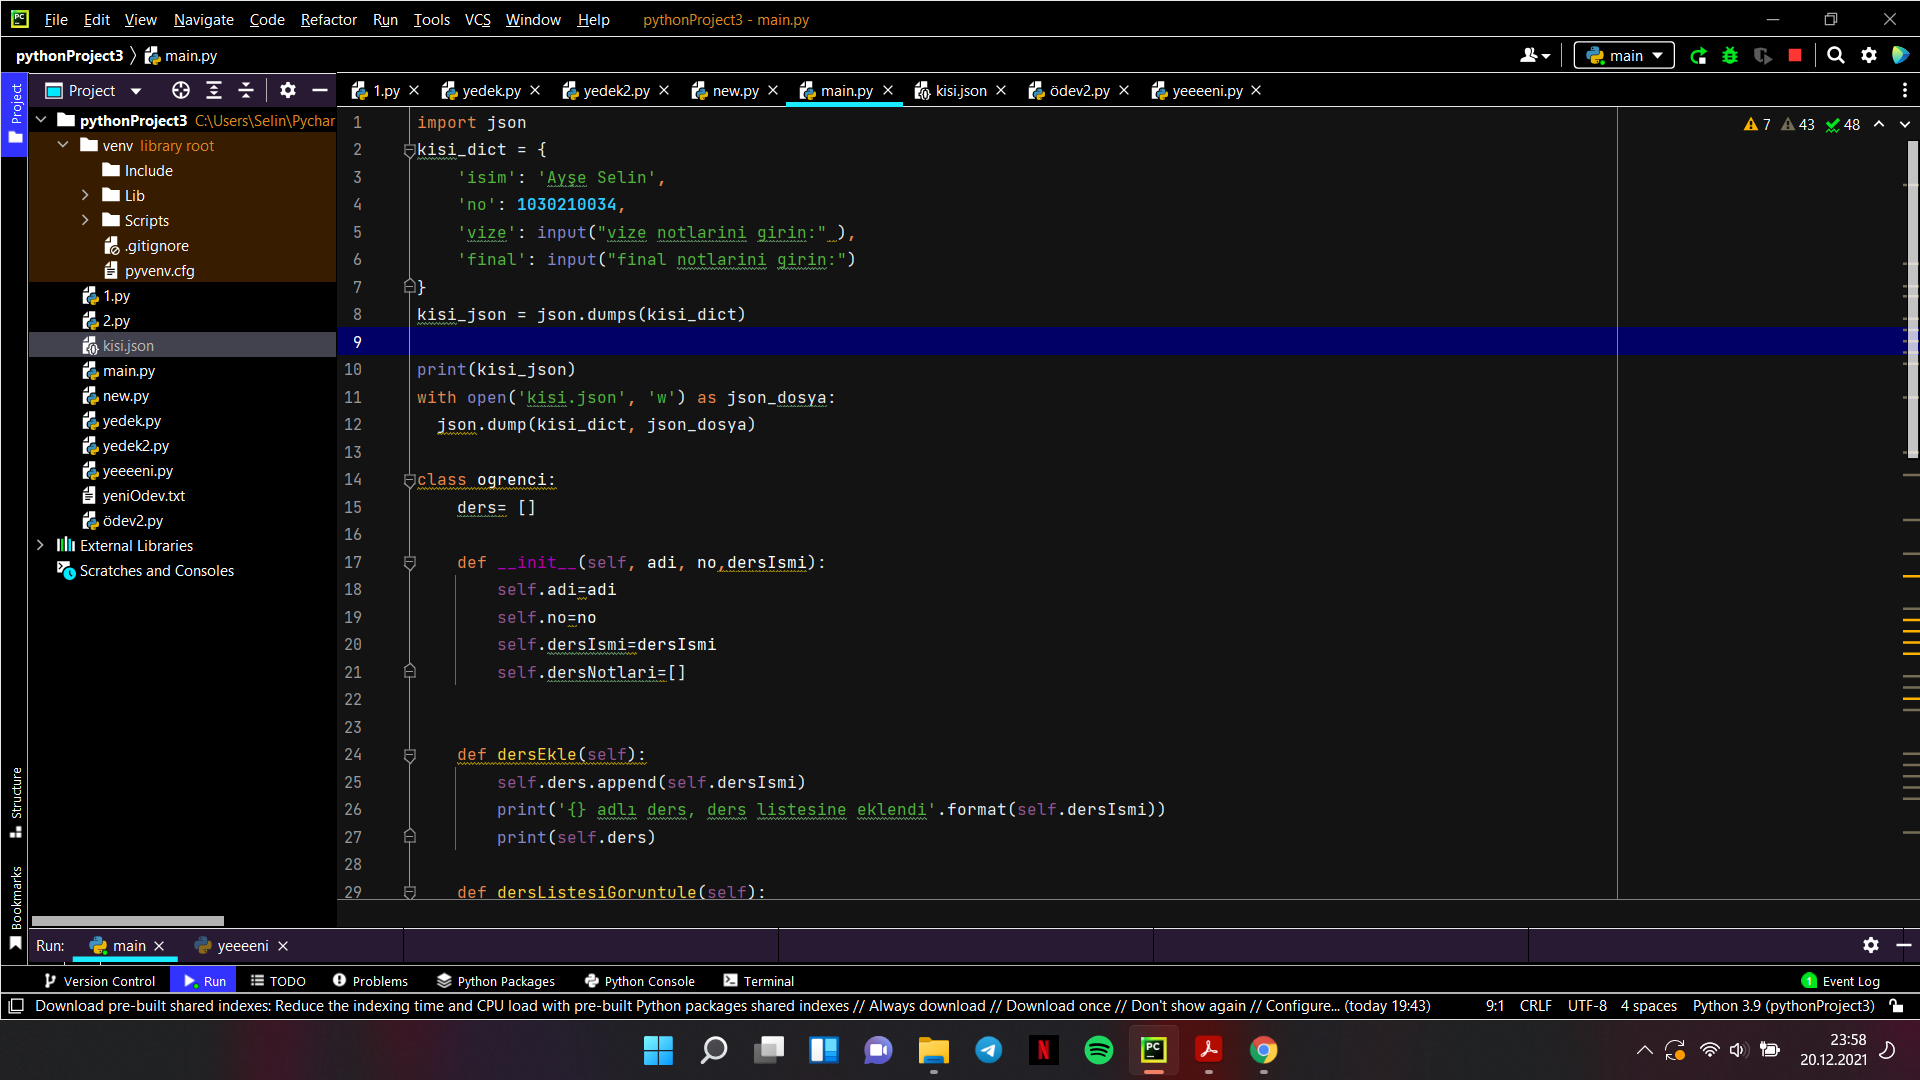 File Edit View Navigate Code Refactor Run Tools VCS Window Help pythonProject3 - main.py
pythonProject3 main.py
main
Project
1.py yedek.py yedek2.py new.py main.py kisi.json ödev2.py yeeeeni.py
Project
Structure
Bookmarks
pythonProject3 C:\Users\Selin\Pychar
venv library root
Include
Lib
Scripts
.gitignore
pyvenv.cfg
1.py
2.py
kisi.json
main.py
new.py
yedek.py
yedek2.py
yeeeeni.py
yeniOdev.txt
ödev2.py
External Libraries
Scratches and Consoles
7 43 48
1 import json
2 kisi_dict = {
3 'isim': 'Ayşe Selin',
4 'no': 1030210034,
5 'vize': input("vize notlarini girin:" ),
6 'final': input("final notlarini girin:")
7 }
8 kisi_json = json.dumps(kisi_dict)
9
10 print(kisi_json)
11 with open('kisi.json', 'w') as json_dosya:
12 json.dump(kisi_dict, json_dosya)
13
14 class ogrenci:
15 ders= []
16
17 def __init__(self, adi, no,dersIsmi):
18 self.adi=adi
19 self.no=no
20 self.dersIsmi=dersIsmi
21 self.dersNotlari=[]
22
23
24 def dersEkle(self):
25 self.ders.append(self.dersIsmi)
26 print('{} adlı ders, ders listesine eklendi'.format(self.dersIsmi))
27 print(self.ders)
28
29 def dersListesiGoruntule(self):
Run: main yeeeeni
Version Control Run TODO Problems Python Packages Python Console Terminal 1 Event Log
Download pre-built shared indexes: Reduce the indexing time and CPU load with pre-built Python packages shared indexes // Always download // Download once // Don't show again // Configure... (today 19:43) 9:1 CRLF UTF-8 4 spaces Python 3.9 (pythonProject3)
23:58
20.12.2021